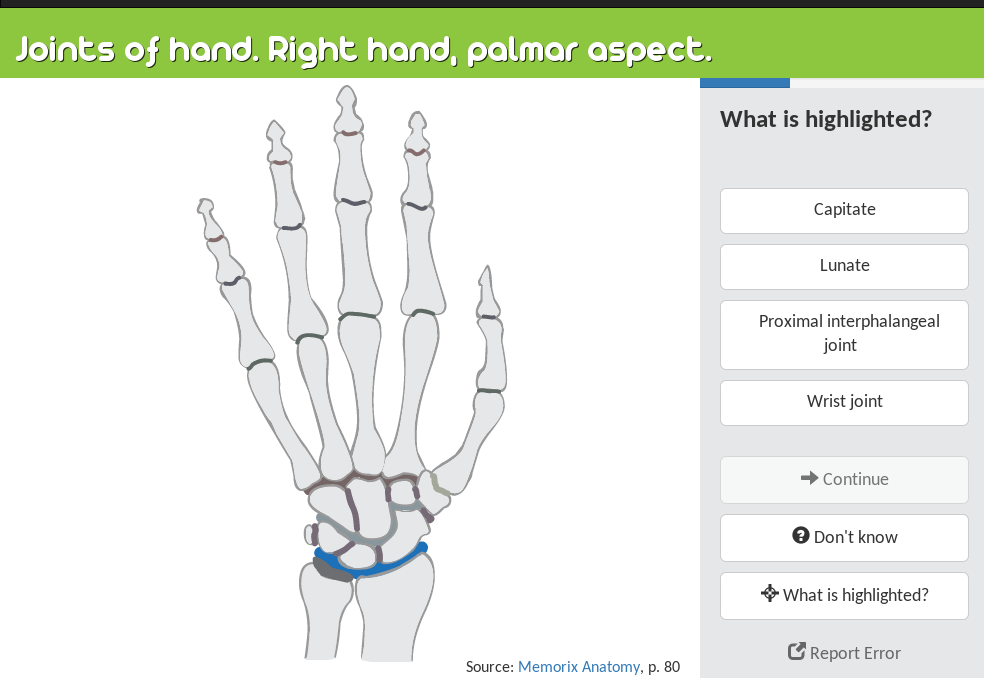 Joints of hand. Right hand, palmar aspect.
What is highlighted?
Capitate
Lunate
Proximal interphalangeal
joint
Wrist joint
Continue
Don't know
What is highlighted?
Report Error
Source: Memorix Anatomy, p. 80